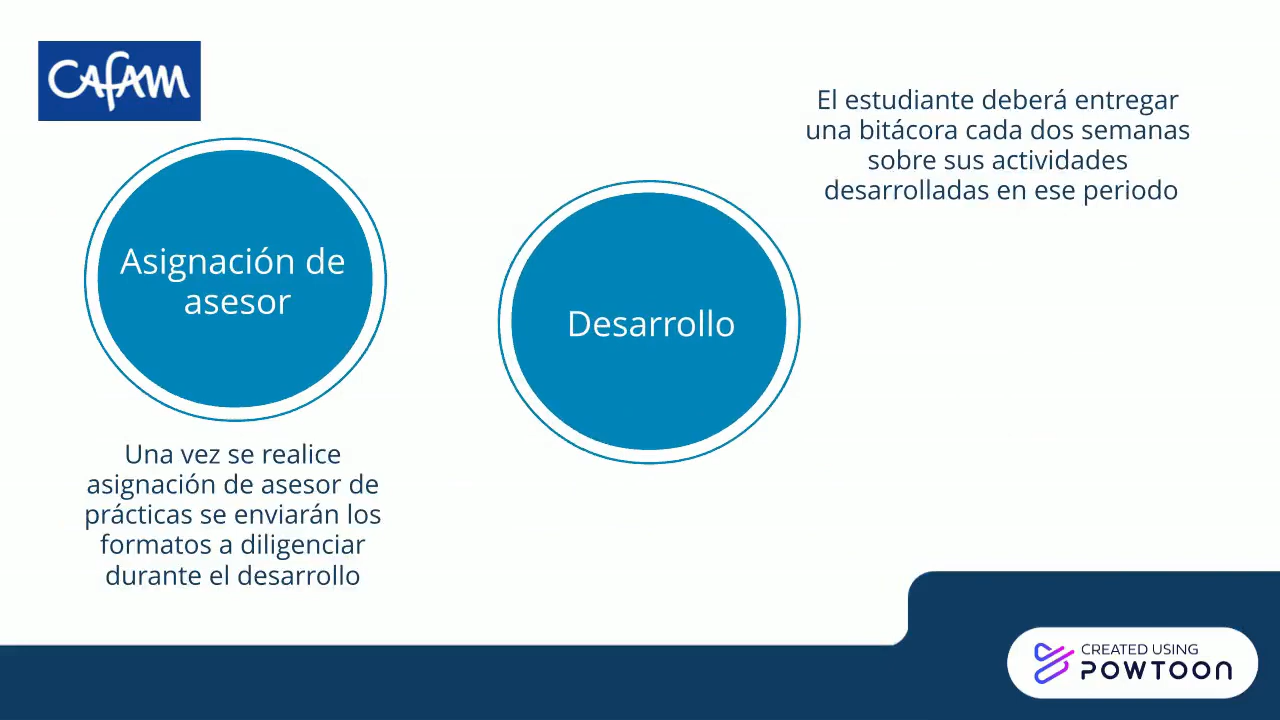 CAFAM
Asignación de
asesor
Una vez se realice
asignación de asesor de
prácticas se enviarán los
formatos a diligenciar
durante el desarrollo
Desarrollo
El estudiante deberá entregar
una bitácora cada dos semanas
sobre sus actividades
desarrolladas en ese periodo
CREATED USING
POWTOON